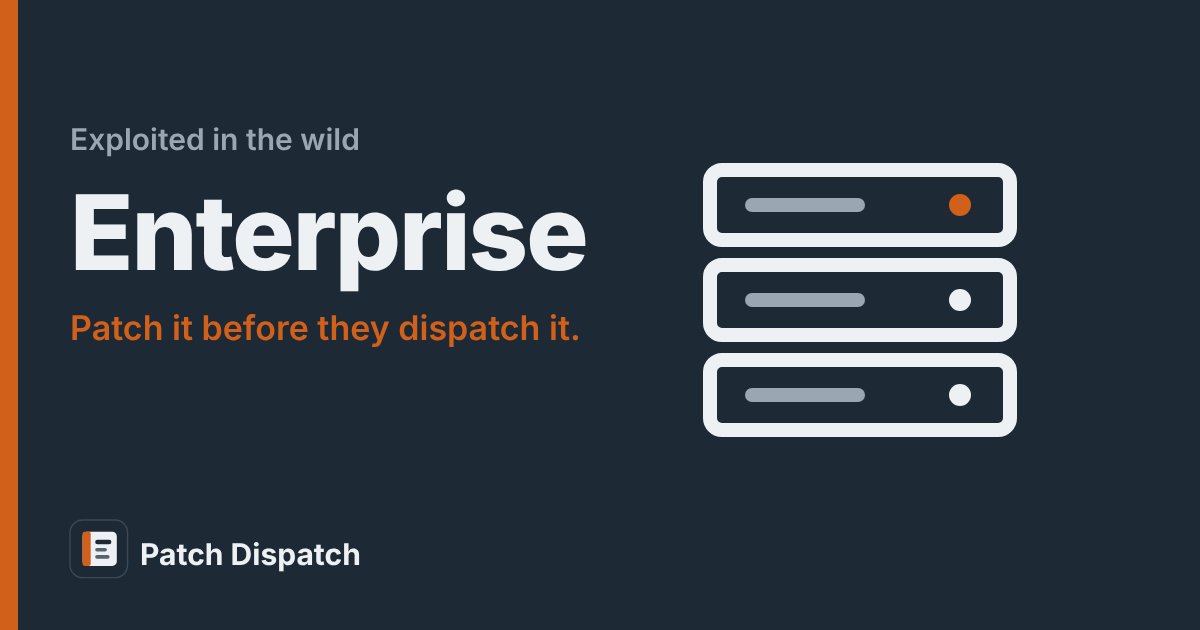 Exploited in the wild
Enterprise
Patch it before they dispatch it.
Patch Dispatch